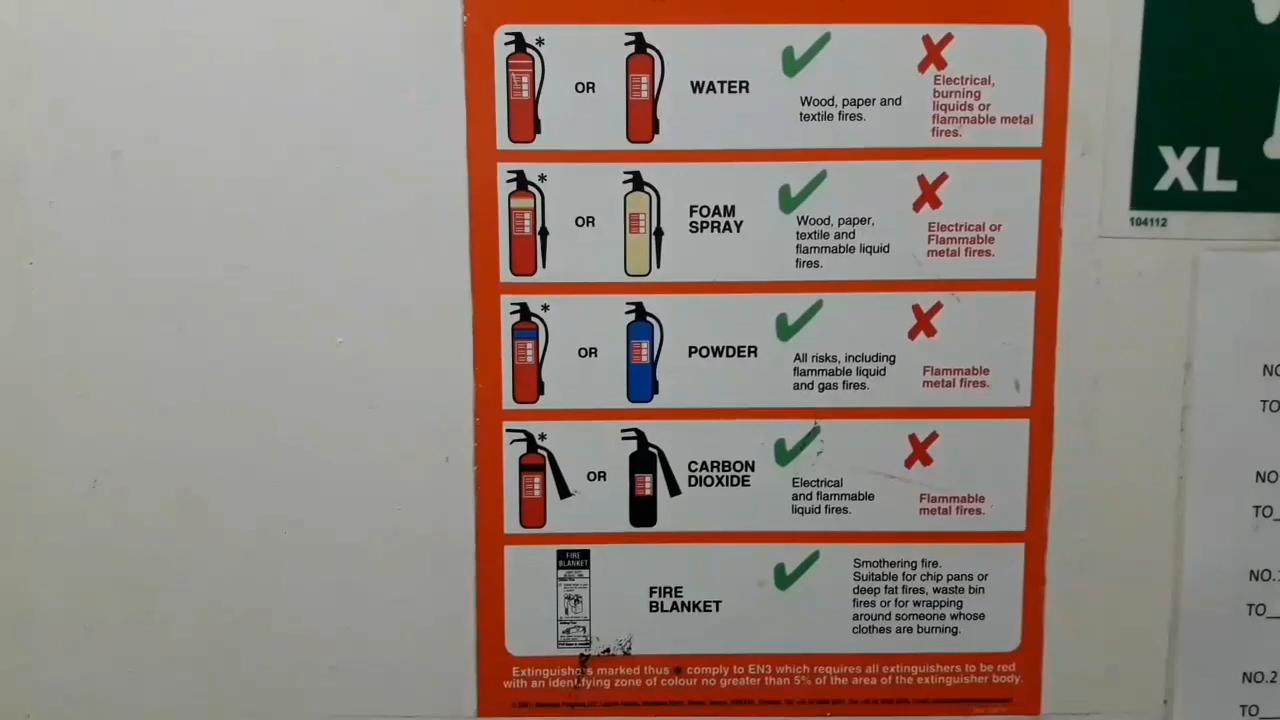 *
OR
WATER
Wood, paper and
textile fires.
Electrical,
burning
liquids or
flammable metal
fires.
*
OR
FOAM
SPRAY
Wood, paper,
textile and
flammable liquid
fires.
Electrical or
Flammable
metal fires.
*
OR
POWDER
All risks, including
flammable liquid
and gas fires.
Flammable
metal fires.
*
OR
CARBON
DIOXIDE
Electrical
and flammable
liquid fires.
Flammable
metal fires.
FIRE
BLANKET
FIRE
BLANKET
Smothering fire.
Suitable for chip pans or
deep fat fires, waste bin
fires or for wrapping
around someone whose
clothes are burning.
Extinguishers marked thus * comply to EN3 which requires all extinguishers to be red
with an identifying zone of colour no greater than 5% of the area of the extinguisher body.
XL
104112
NO
TO
NO
TO_
NO.
TO_
NO.2
TO_